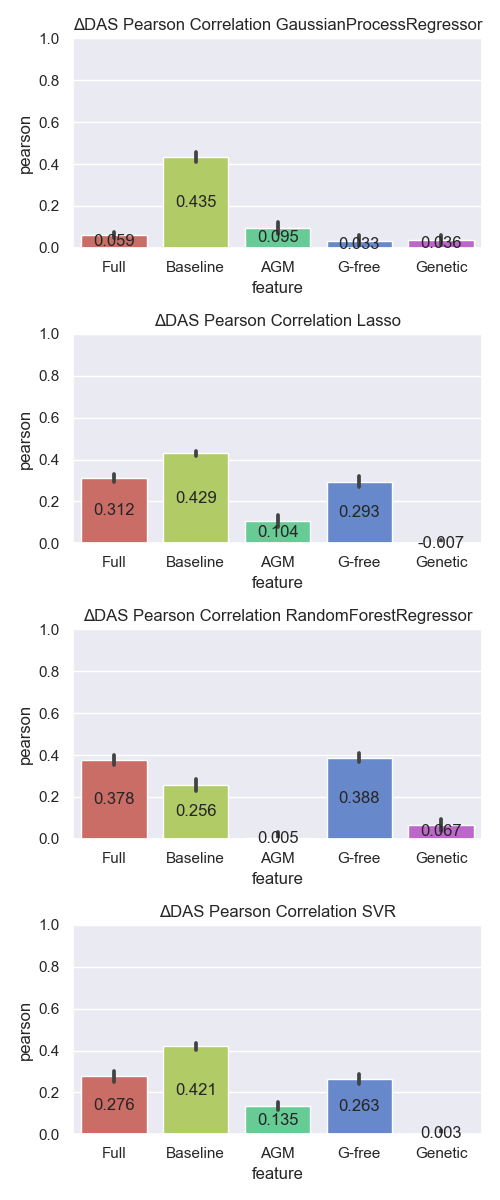 ΔDAS Pearson Correlation GaussianProcessRegressor
1.0
0.8
0.6
0.4
0.2
0.0
pearson
0.059
0.435
0.095
0.033
0.036
Full Baseline AGM G-free Genetic
feature
ΔDAS Pearson Correlation Lasso
1.0
0.8
0.6
0.4
0.2
0.0
pearson
0.312
0.429
0.104
0.293
-0.007
Full Baseline AGM G-free Genetic
feature
ΔDAS Pearson Correlation RandomForestRegressor
1.0
0.8
0.6
0.4
0.2
0.0
pearson
0.378
0.256
0.005
0.388
0.067
Full Baseline AGM G-free Genetic
feature
ΔDAS Pearson Correlation SVR
1.0
0.8
0.6
0.4
0.2
0.0
pearson
0.276
0.421
0.135
0.263
0.003
Full Baseline AGM G-free Genetic
feature